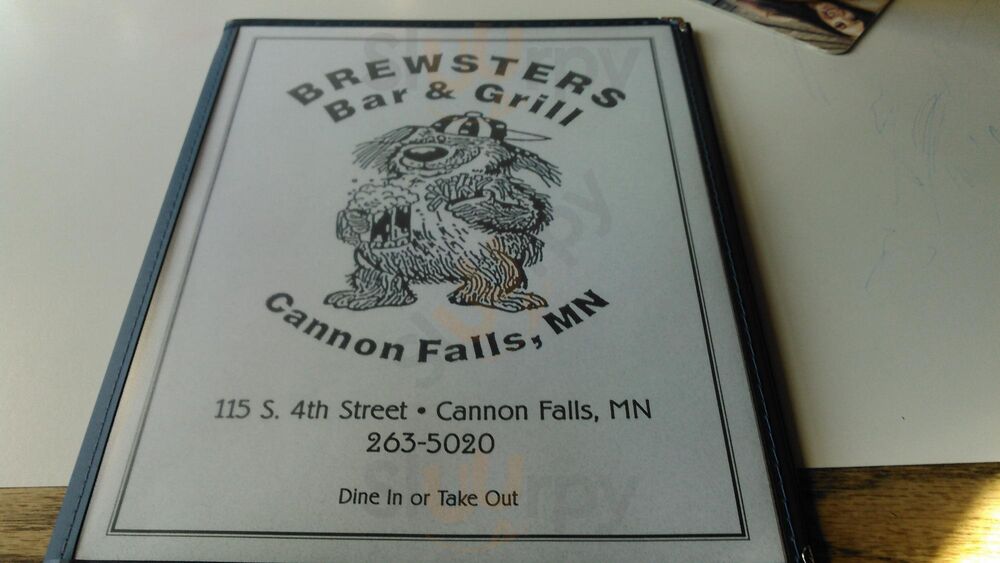 BREWSTERS
Bar & Grill
Cannon Falls, MN
115 S. 4th Street • Cannon Falls, MN
263-5020
Dine In or Take Out